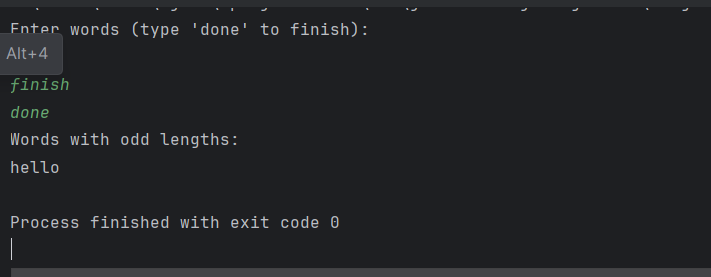 Enter words (type 'done' to finish):
Alt+4
finish
done
Words with odd lengths:
hello
Process finished with exit code 0